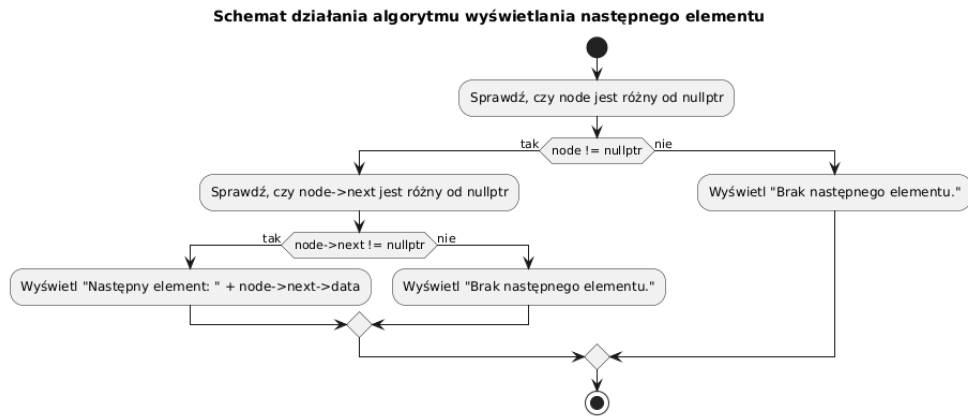 Schemat działania algorytmu wyświetlania następnego elementu
Sprawdź, czy node jest różny od nullptr
tak
node != nullptr
nie
Sprawdź, czy node->next jest różny od nullptr
Wyświetl "Brak następnego elementu."
tak
node->next != nullptr
nie
Wyświetl "Następny element: " + node->next->data
Wyświetl "Brak następnego elementu."